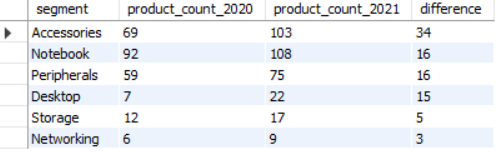 segment product_count_2020 product_count_2021 difference
Accessories 69 103 34
Notebook 92 108 16
Peripherals 59 75 16
Desktop 7 22 15
Storage 12 17 5
Networking 6 9 3